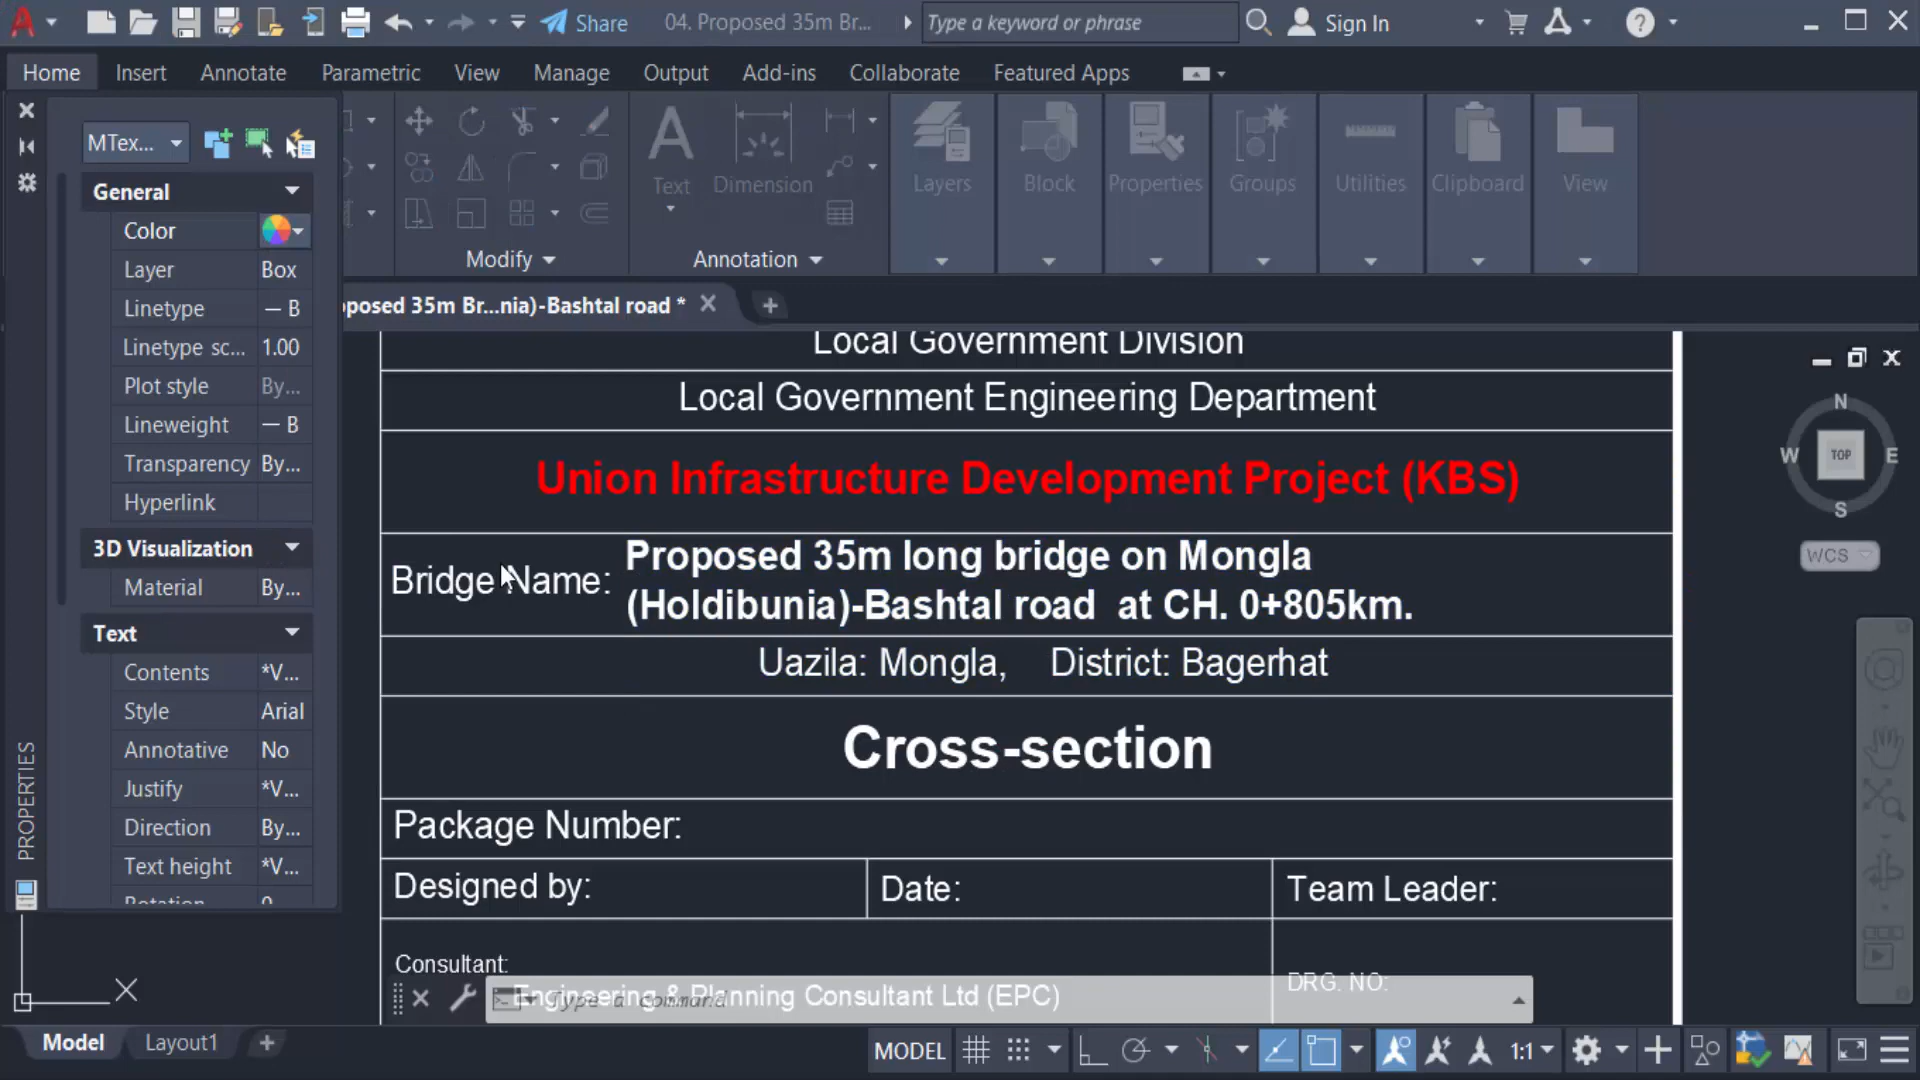 Share
04. Proposed 35m Br...
Type a keyword or phrase
Sign In
Home
Insert
Annotate
Parametric
View
Manage
Output
Add-ins
Collaborate
Featured Apps
MTex...
General
Color
Layer Box
Linetype B
Linetype sc... 1.00
Plot style By...
Lineweight B
Transparency By...
Hyperlink
3D Visualization
Material By...
Text
Contents *V...
Style Arial
Annotative No
Justify *V...
Direction By...
Text height *V...
Rotation 0
PROPERTIES
Modify
Text
Dimension
Annotation
Layers
Block
Properties
Groups
Utilities
Clipboard
View
oposed 35m Br...nia)-Bashtal road *
Local Government Division
Local Government Engineering Department
Union Infrastructure Development Project (KBS)
Bridge Name:
Proposed 35m long bridge on Mongla
(Holdibunia)-Bashtal road at CH. 0+805km.
Uazila: Mongla, District: Bagerhat
Cross-section
Package Number:
Designed by:
Date:
Team Leader:
Consultant:
DRG. NO:
Engineering & Planning Consultant Ltd (EPC)
Type a command
N
W
TOP
E
S
WCS
X
Model
Layout1
MODEL
1:1